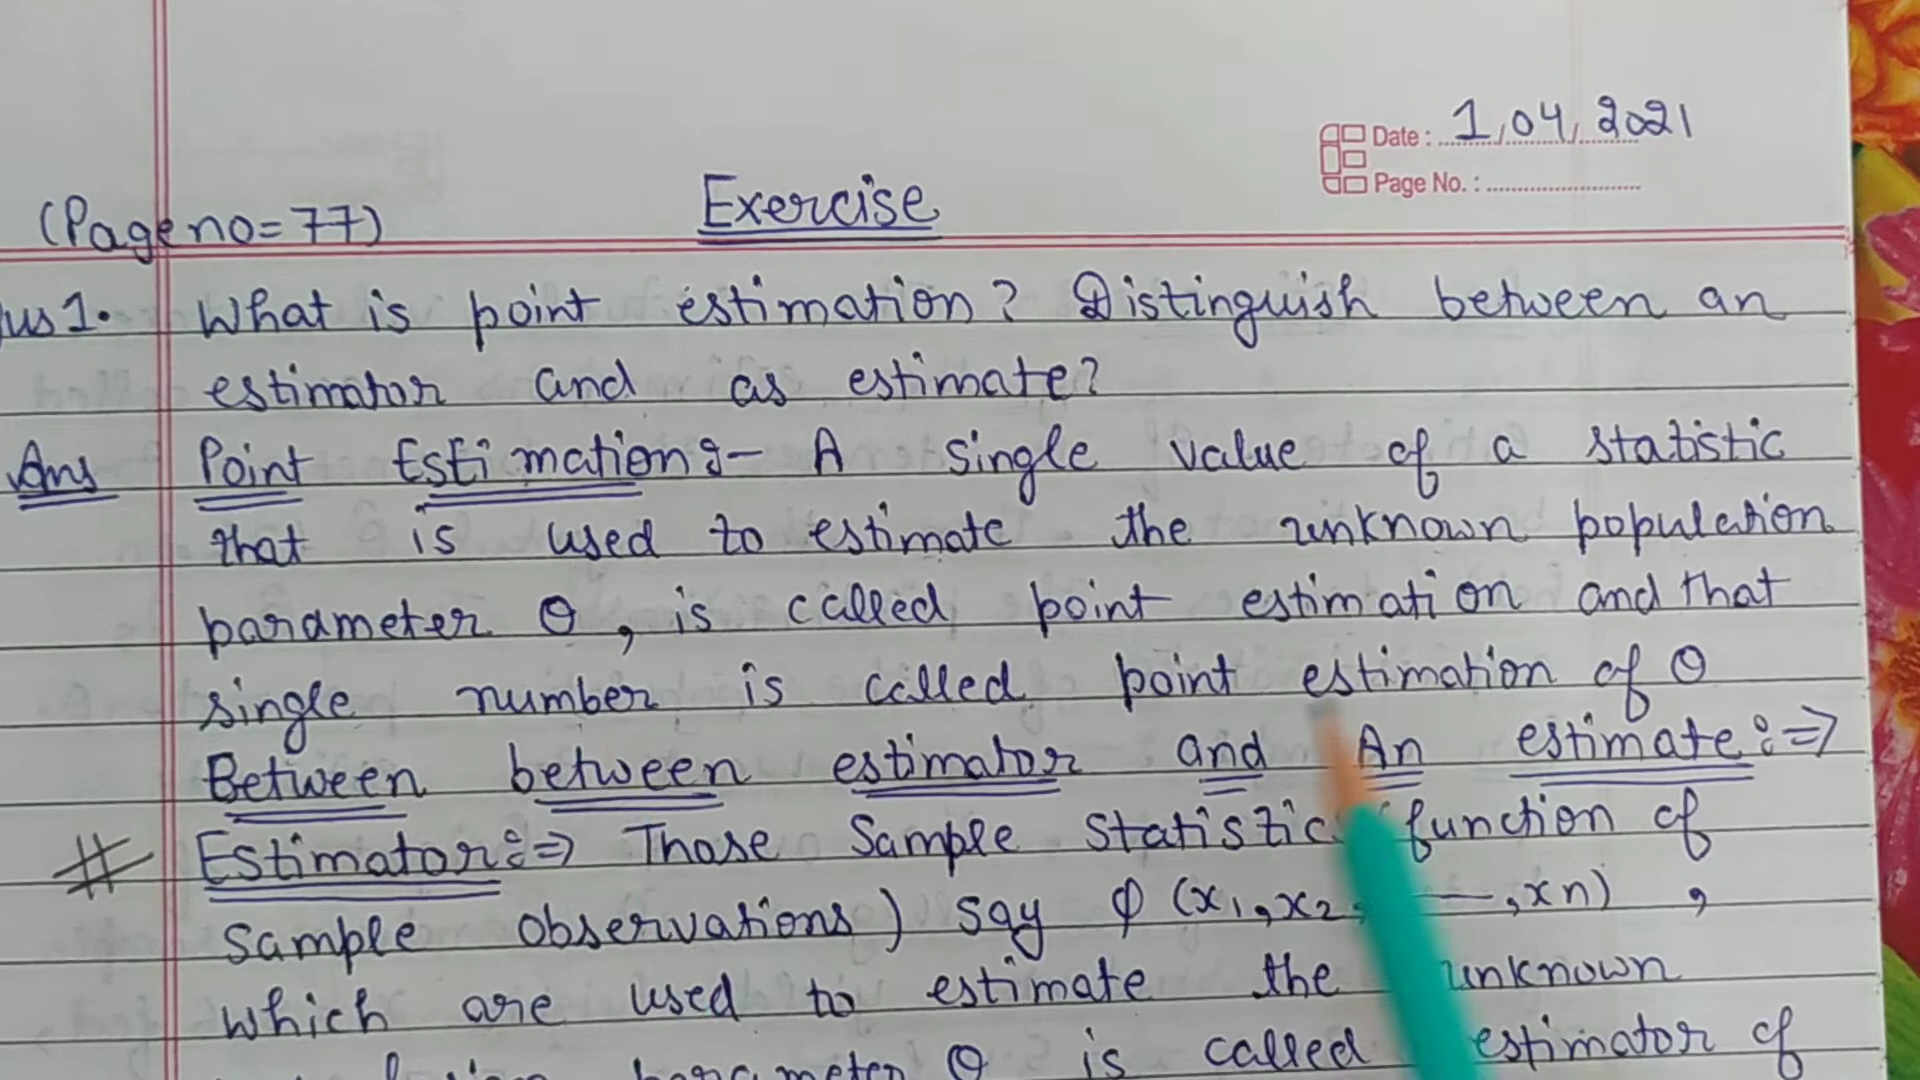 Date : 1/04/2021
Page No. :
(Page no=77)
Exercise
us 1. What is point estimation? Distinguish between an
estimator and as estimate?
Ans Point Estimation:- A single value of a statistic
that is used to estimate the unknown population
parameter θ, is called point estimation and that
single number is called point estimation of θ
Between between estimator and An estimate:⇒
# Estimator:⇒ Those Sample Statistic function of
sample observations) say φ (x1,x2, - -,xn) ,
which are used to estimate the unknown
parameter θ is called estimator of